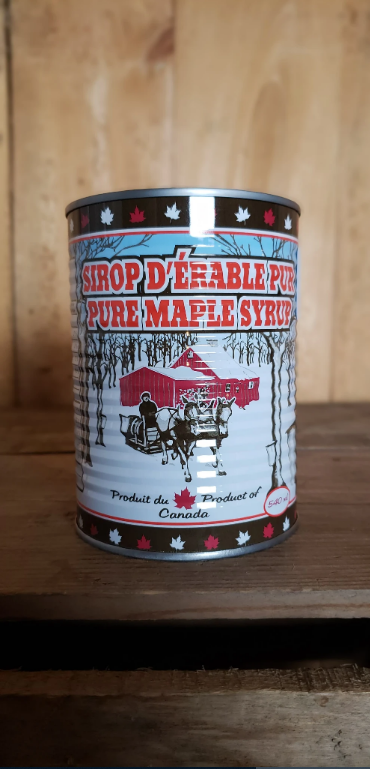 SIROP D'ÉRABLE PUR
PURE MAPLE SYRUP
Produit du Product of
Canada
540 ml